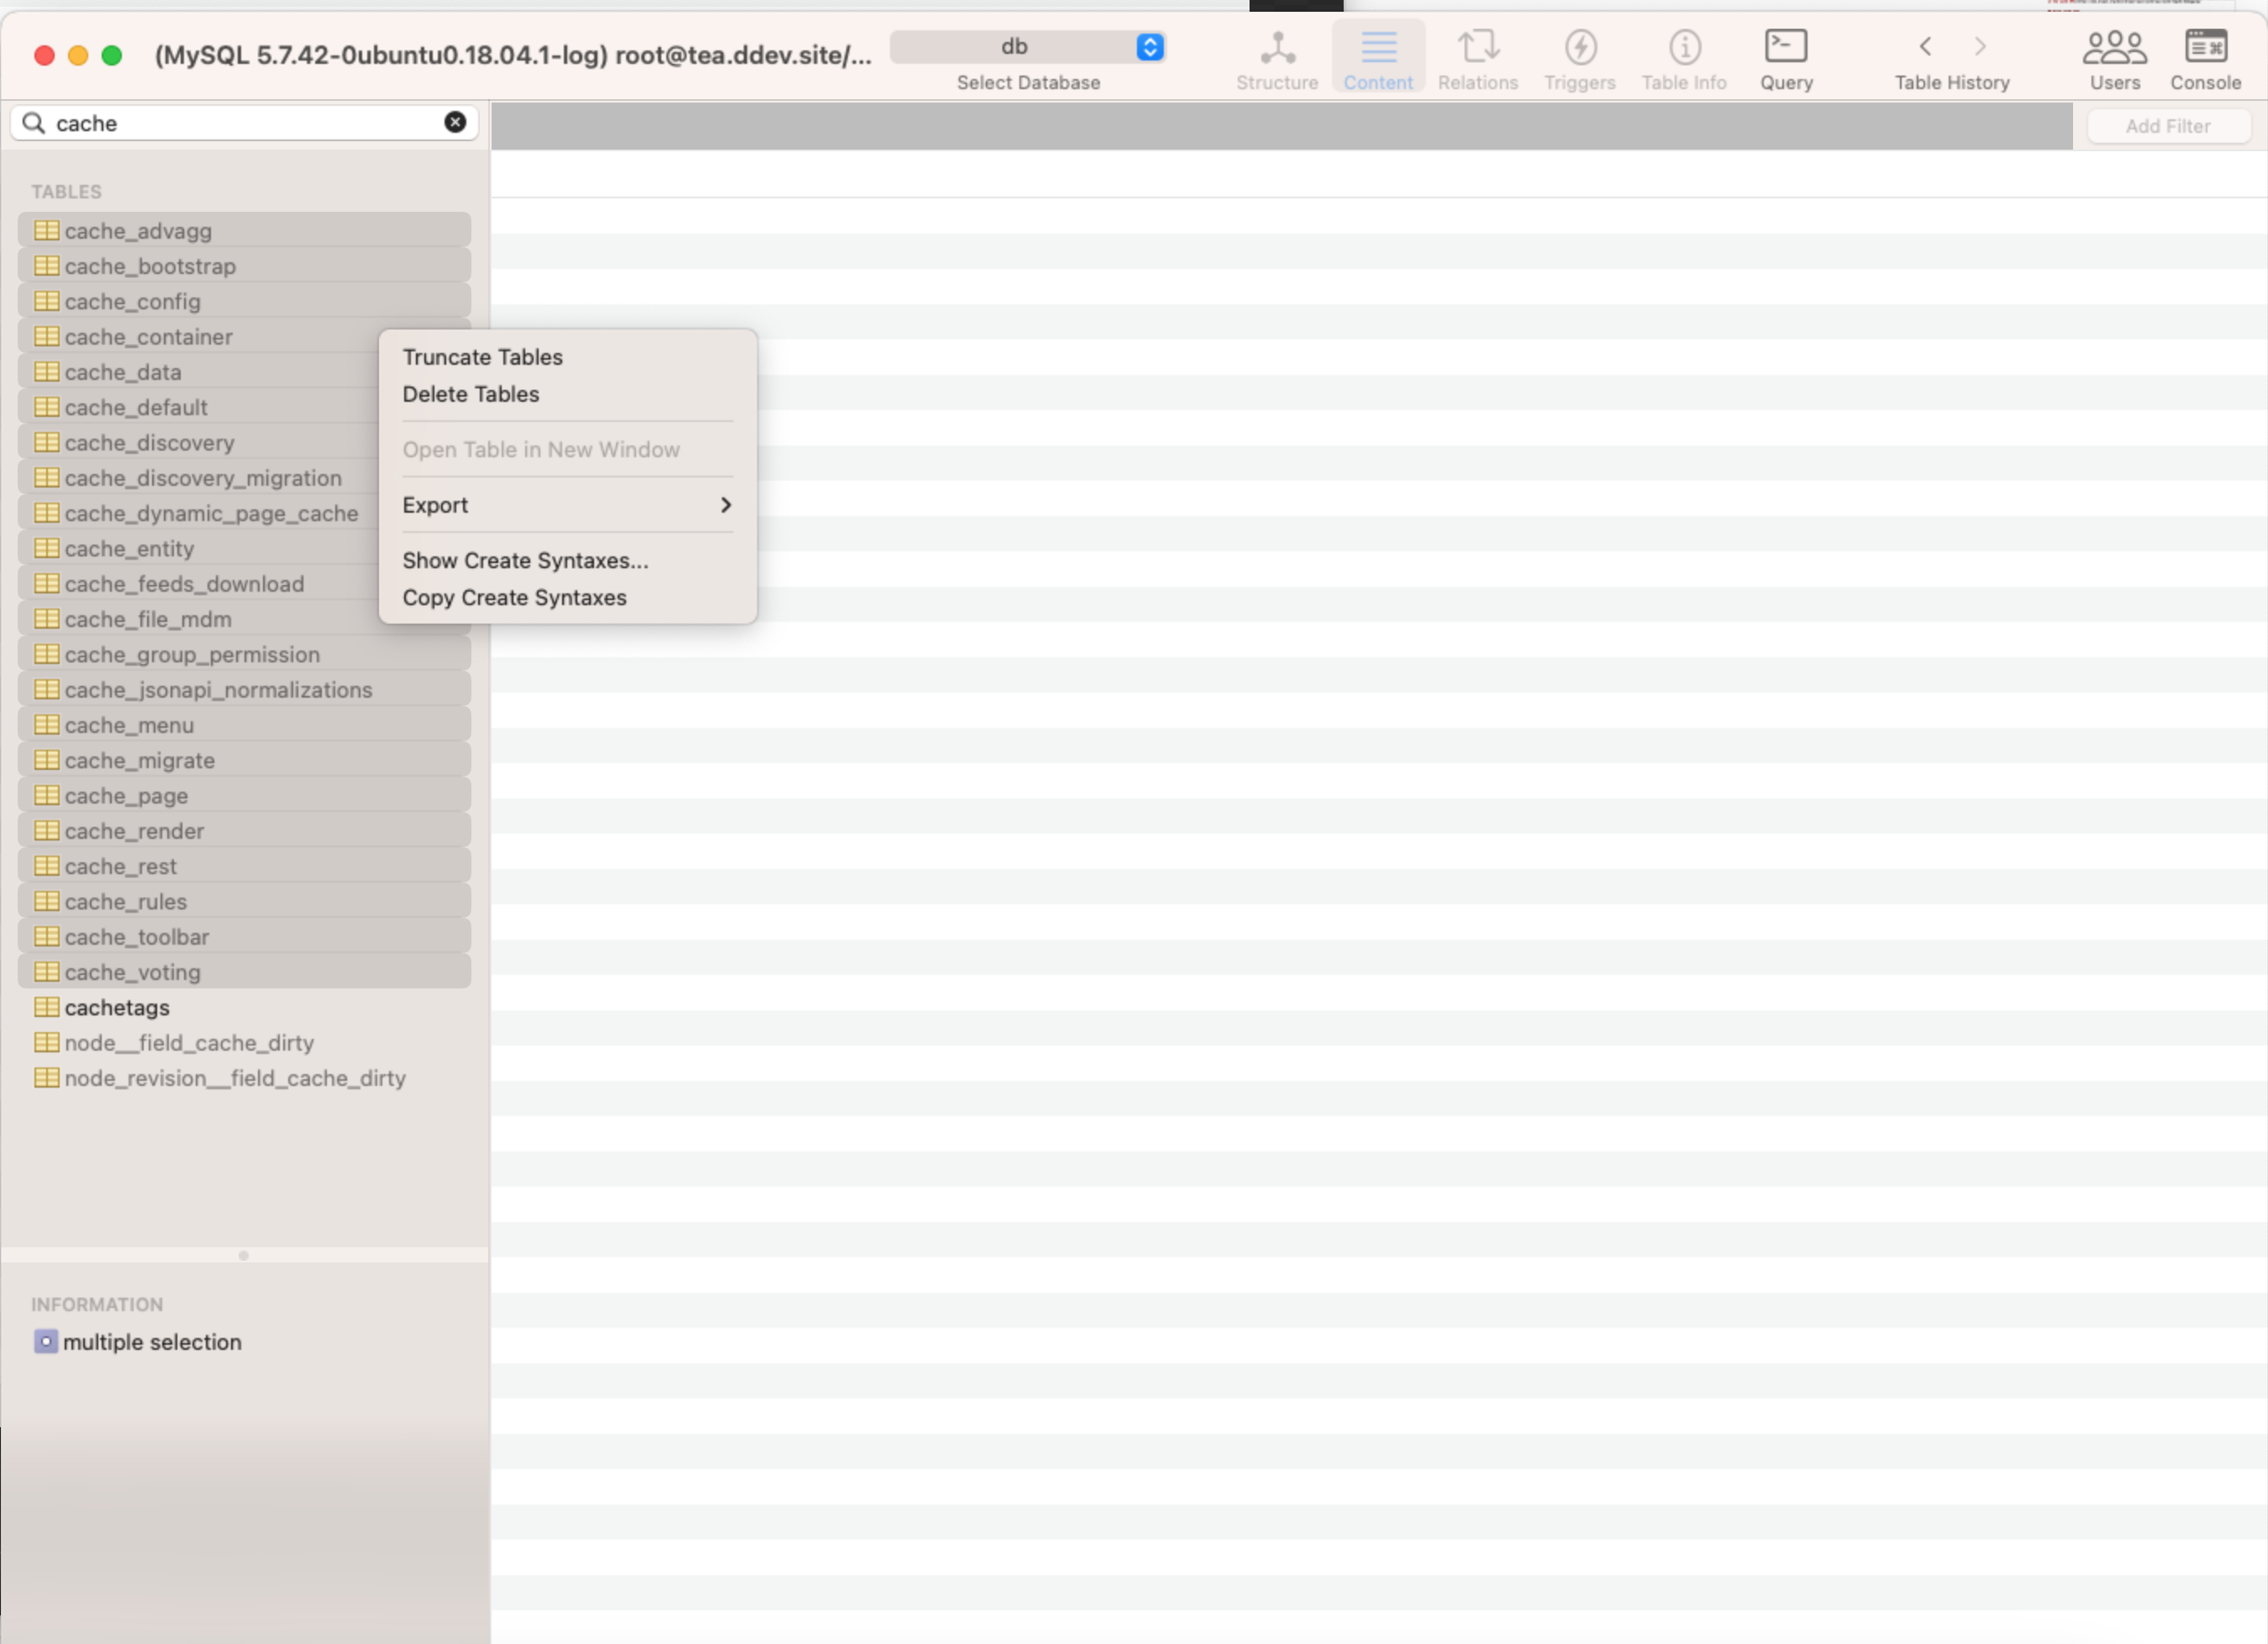 (MySQL 5.7.42-0ubuntu0.18.04.1-log) root@tea.ddev.site/...
db
Select Database
Structure
Content
Relations
Triggers
Table Info
Query
Table History
Users
Console
cache
Add Filter
TABLES
cache_advagg
cache_bootstrap
cache_config
cache_container
cache_data
cache_default
cache_discovery
cache_discovery_migration
cache_dynamic_page_cache
cache_entity
cache_feeds_download
cache_file_mdm
cache_group_permission
cache_jsonapi_normalizations
cache_menu
cache_migrate
cache_page
cache_render
cache_rest
cache_rules
cache_toolbar
cache_voting
cachetags
node__field_cache_dirty
node_revision__field_cache_dirty
Truncate Tables
Delete Tables
Open Table in New Window
Export
Show Create Syntaxes...
Copy Create Syntaxes
INFORMATION
multiple selection